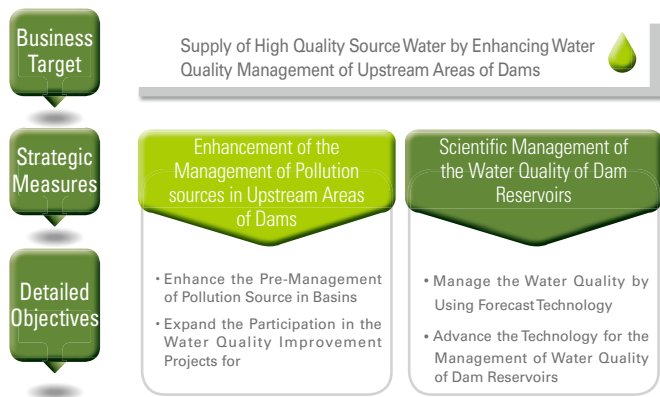 Business
Target
Supply of High Quality Source Water by Enhancing Water
Quality Management of Upstream Areas of Dams
Strategic
Measures
Enhancement of the
Management of Pollution
sources in Upstream Areas
of Dams
Scientific Management of
the Water Quality of Dam
Reservoirs
Detailed
Objectives
• Enhance the Pre-Management
of Pollution Source in Basins
• Expand the Participation in the
Water Quality Improvement
Projects for
• Manage the Water Quality by
Using Forecast Technology
• Advance the Technology for the
Management of Water Quality
of Dam Reservoirs